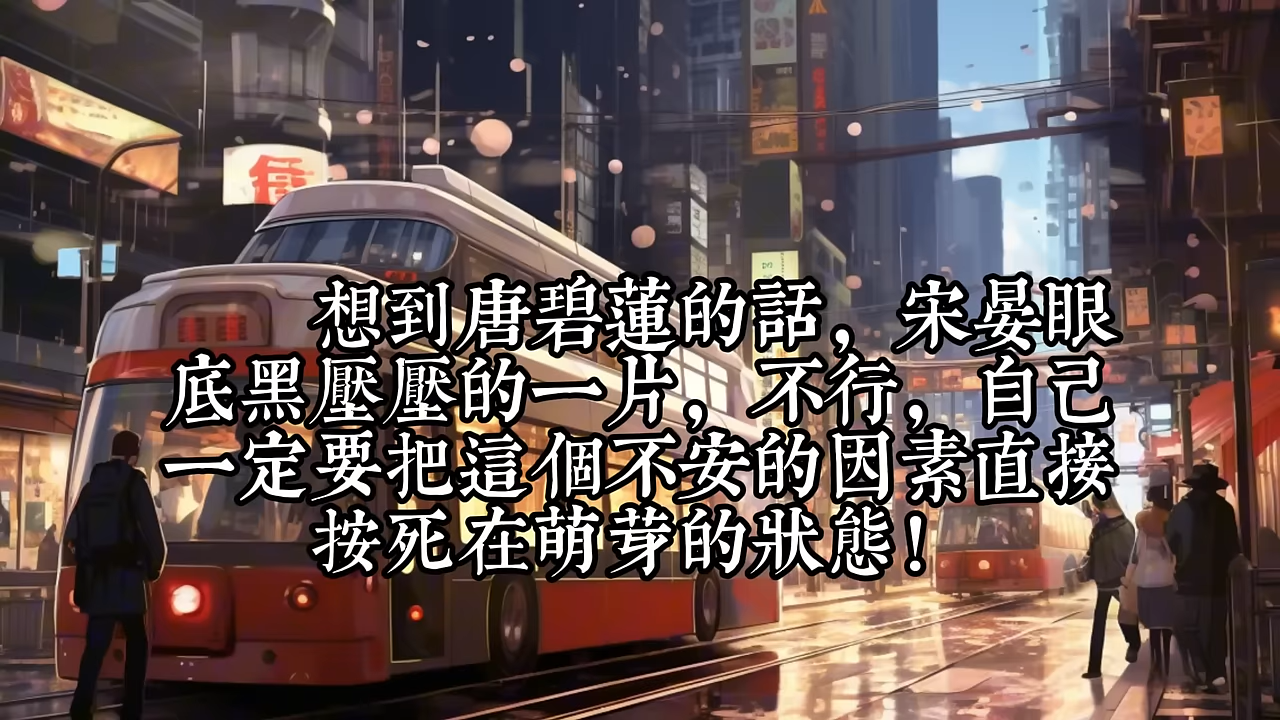 想到唐碧蓮的話，宋晏眼
底黑壓壓的一片，不行，自己
一定要把這個不安的因素直接
按死在萌芽的狀態！